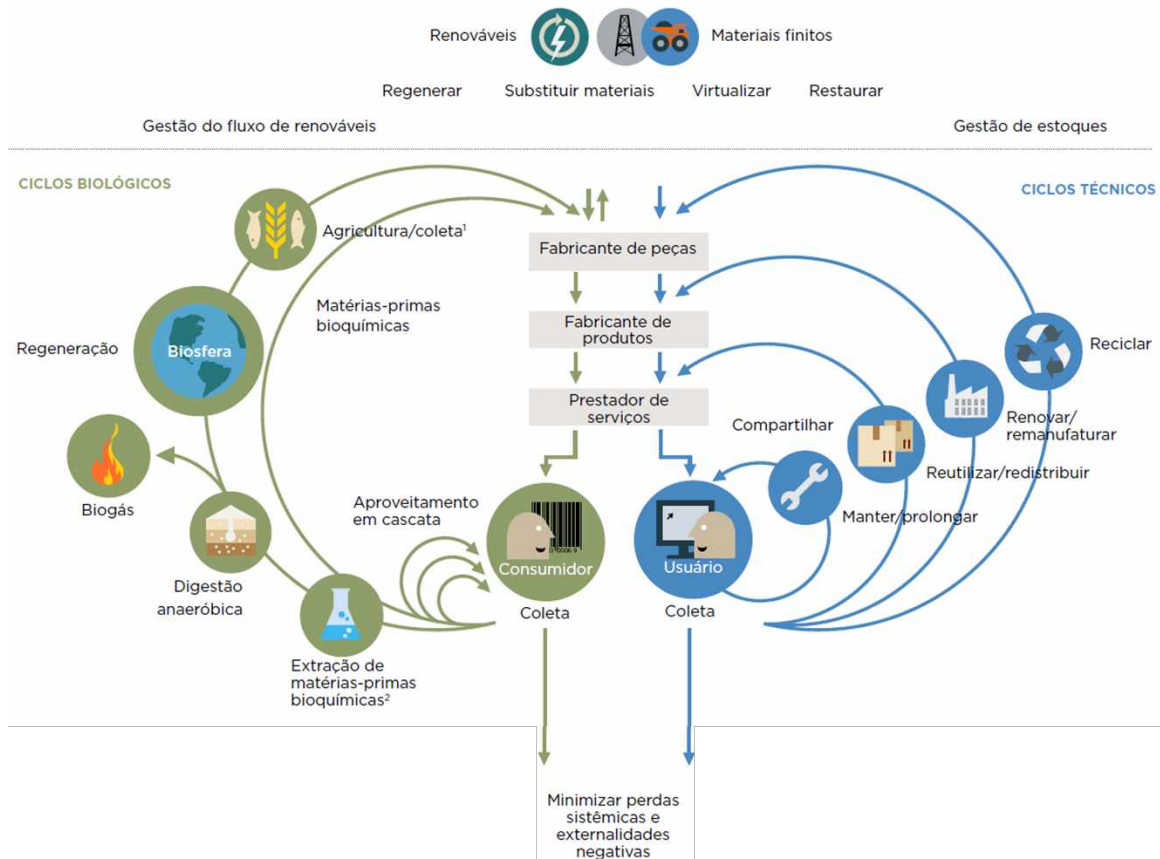 Renováveis
Materiais finitos
Regenerar
Substituir materiais
Virtualizar
Restaurar
Gestão do fluxo de renováveis
Gestão de estoques
CICLOS BIOLÓGICOS
CICLOS TÉCNICOS
Agricultura/coleta¹
Fabricante de peças
Matérias-primas
bioquímicas
Fabricante de
produtos
Regeneração
Biosfera
Reciclar
Prestador de
serviços
Renovar/
remanufaturar
Compartilhar
Reutilizar/redistribuir
Biogás
Aproveitamento
em cascata
Manter/prolongar
Consumidor
Usuário
Digestão
anaeróbica
Coleta
Coleta
Extração de
matérias-primas
bioquímicas²
Minimizar perdas
sistêmicas e
externalidades
negativas